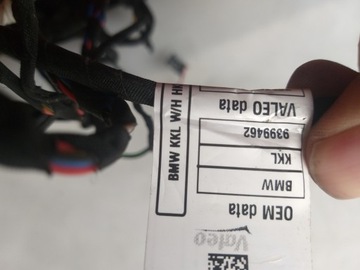 Valeo
OEM data
BMW
KKL
9399462
VALEO data
BMW KKL W/H H